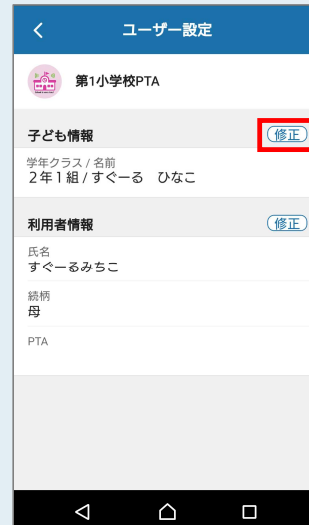 ユーザー設定
第1小学校PTA
子ども情報 修正
学年クラス / 名前
２年１組 / すぐーる　ひなこ
利用者情報 修正
氏名
すぐーるみちこ
続柄
母
PTA